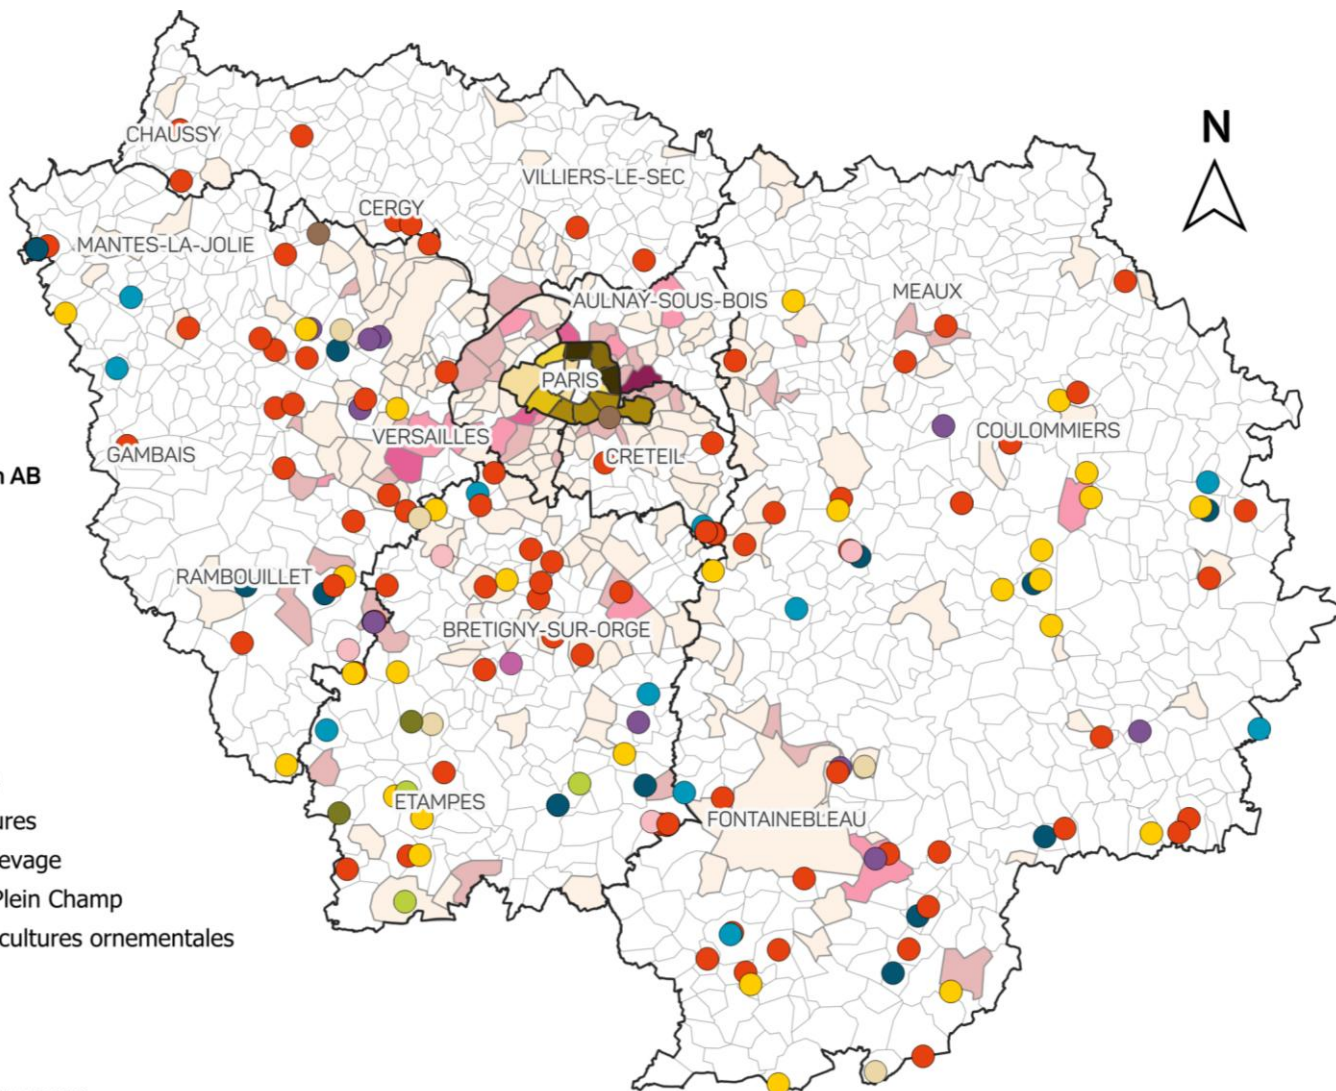 N
CHAUSSY
VILLIERS-LE-SEC
CERGY
MANTES-LA-JOLIE
AULNAY-SOUS-BOIS
MEAUX
PARIS
VERSAILLES
COULOMMIERS
GAMBAIS
CRETEIL
AB
RAMBOUILLET
BRETIGNY-SUR-ORGE
ETAMPES
FONTAINEBLEAU
ures
evage
Plein Champ
cultures ornementales